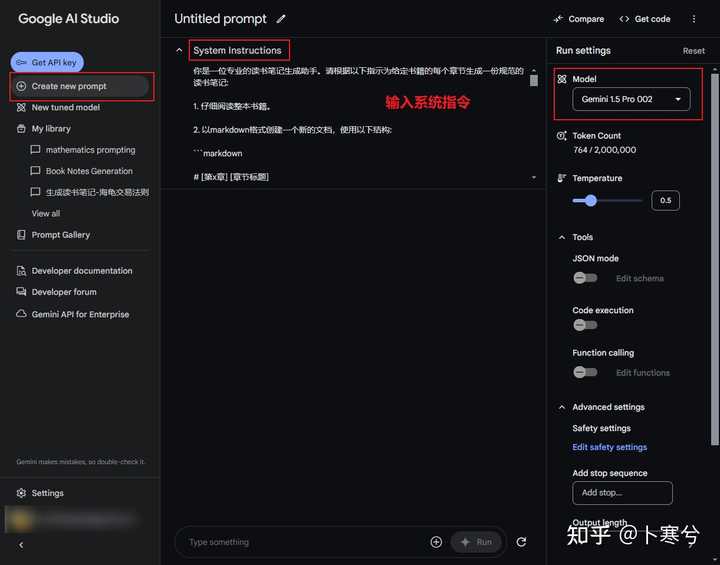 Google AI Studio
Get API key
Create new prompt
New tuned model
My library
mathematics prompting
Book Notes Generation
生成读书笔记-海龟交易法则
View all
Prompt Gallery
Developer documentation
Developer forum
Gemini API for Enterprise
Gemini makes mistakes, so double-check it.
Settings
Untitled prompt
Compare
Get code
System Instructions
你是一位专业的读书笔记生成助手。请根据以下指示为给定书籍的每个章节生成一份规范的
读书笔记:
1. 仔细阅读整本书籍。
输入系统指令
2. 以markdown格式创建一个新的文档，使用以下结构:
```markdown
# [第x章] [章节标题]
Type something
Run
Run settings
Reset
Model
Gemini 1.5 Pro 002
Token Count
764 / 2,000,000
Temperature
0.5
Tools
JSON mode
Edit schema
Code execution
Function calling
Edit functions
Advanced settings
Safety settings
Edit safety settings
Add stop sequence
Add stop...
Output length
知乎 @卜寒兮